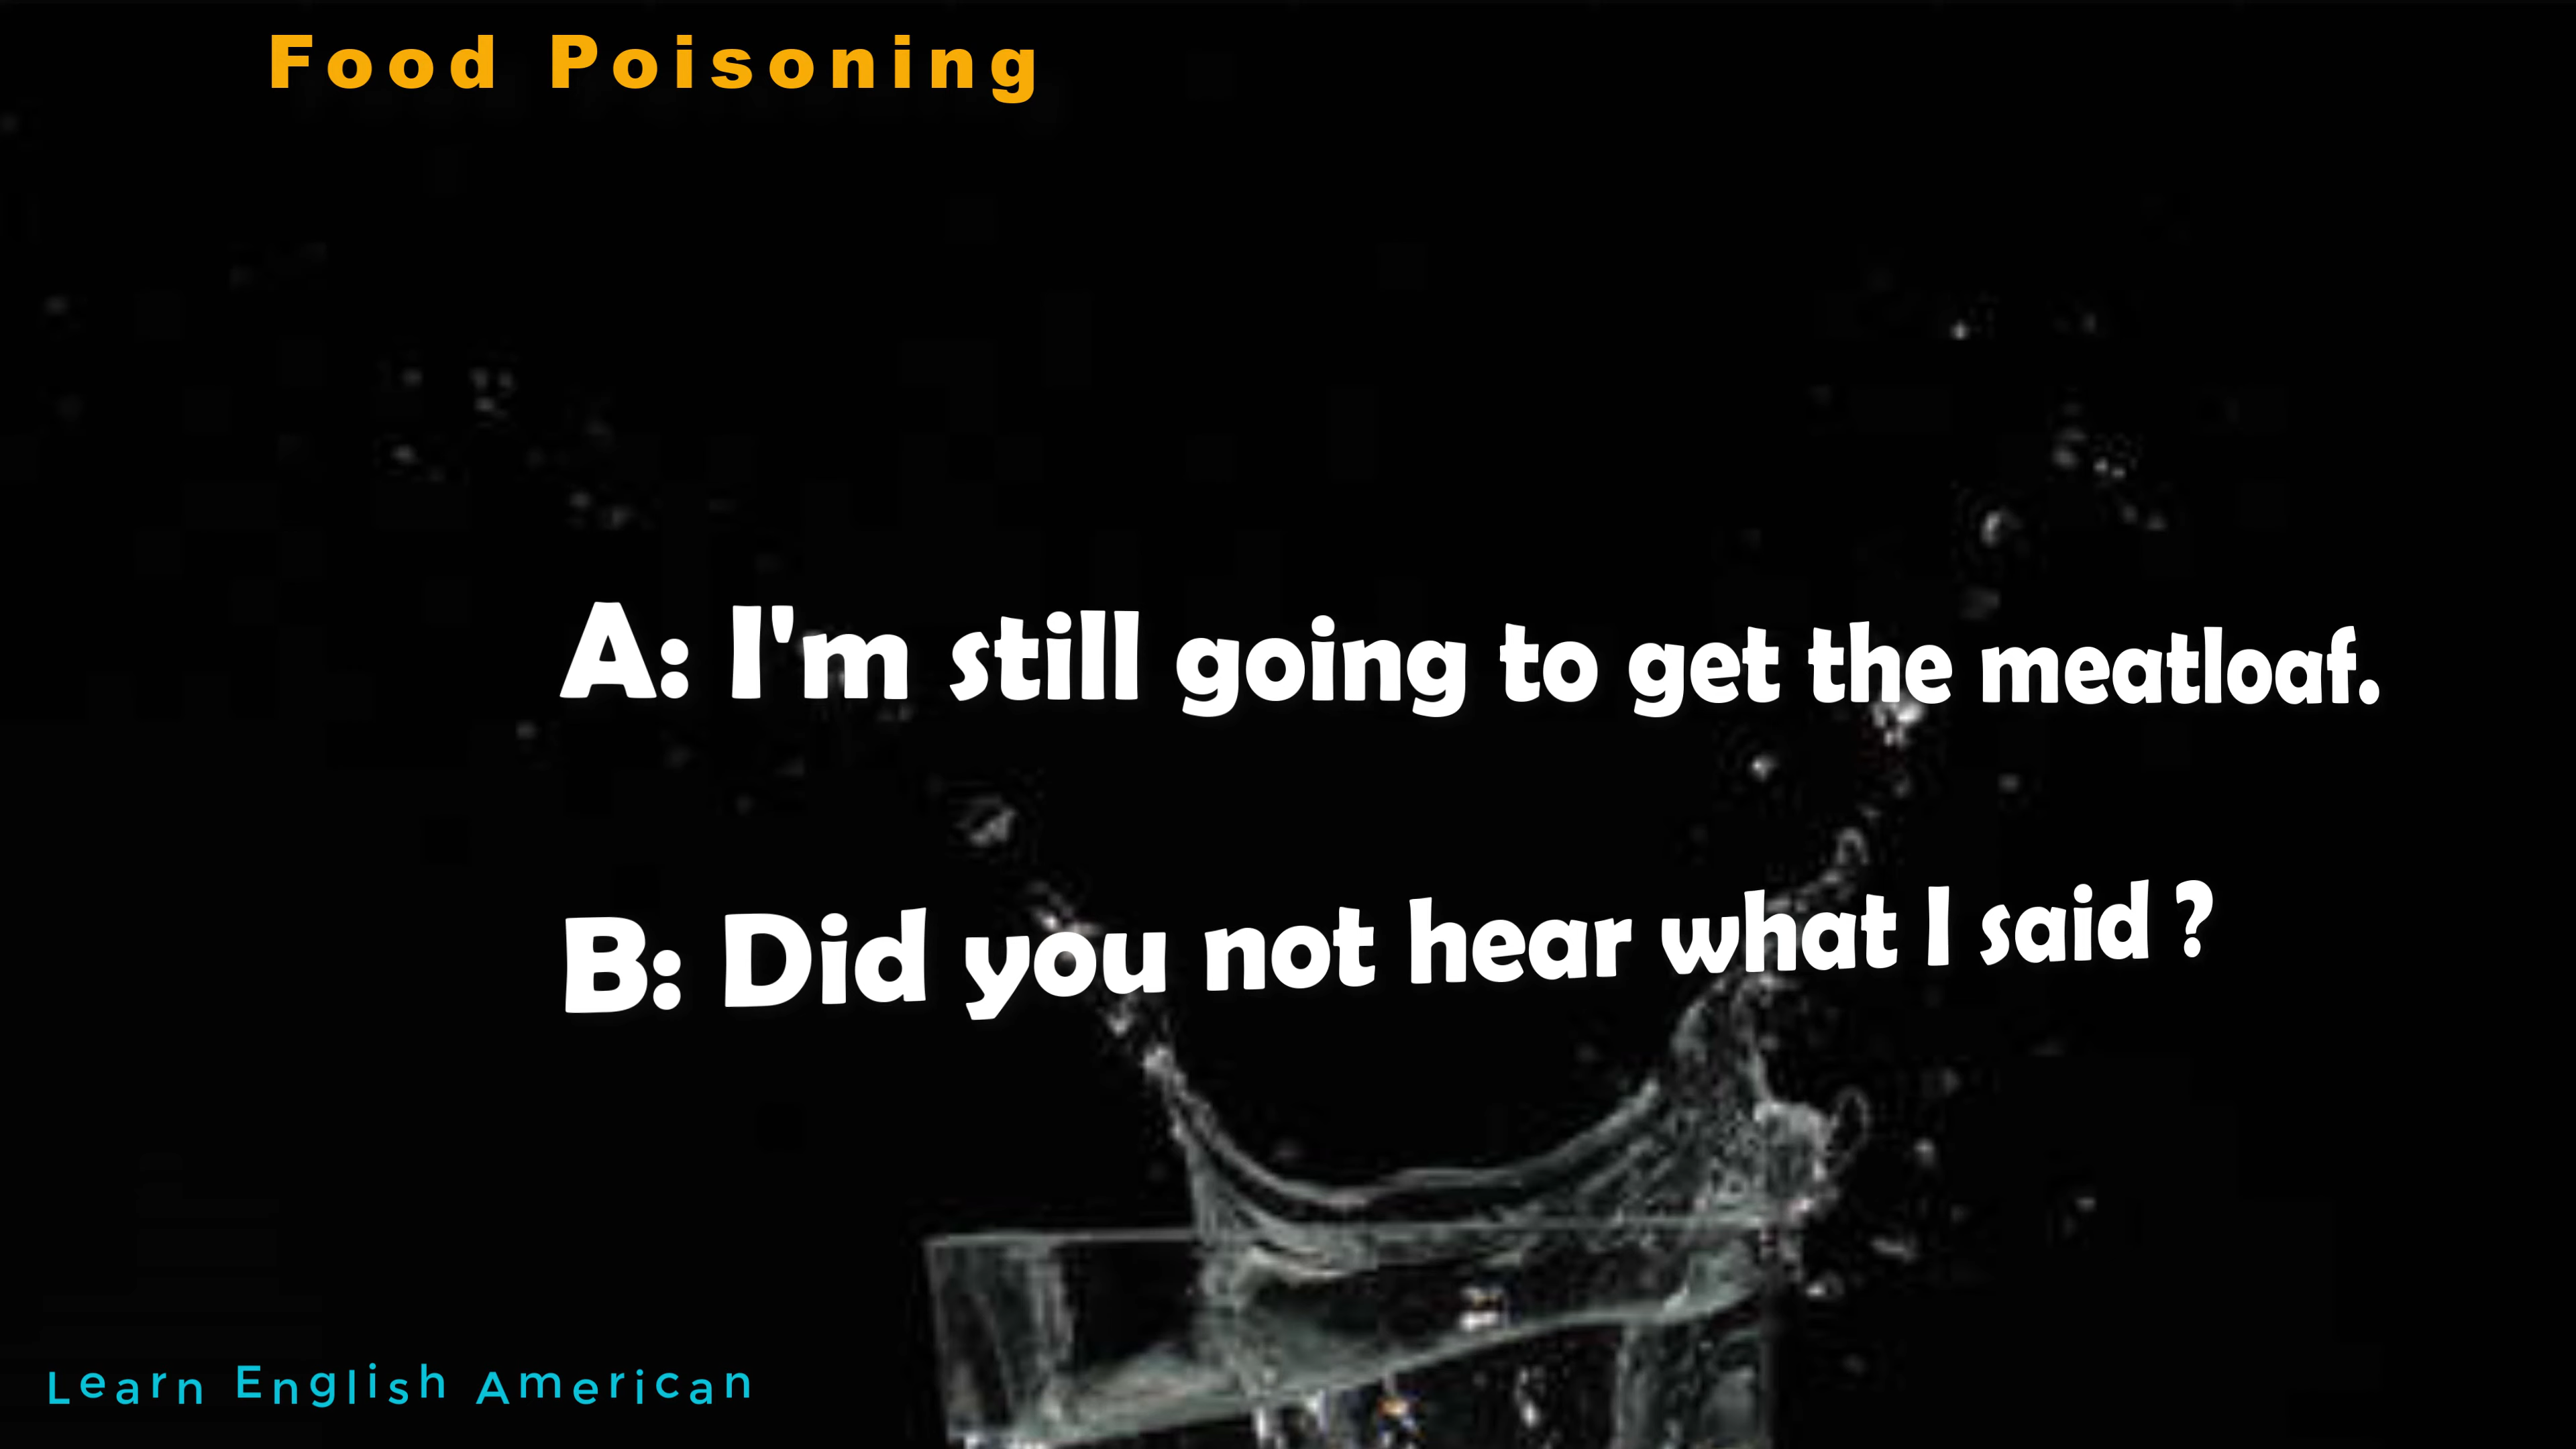 Food Poisoning
A: I'm still going to get the meatloaf.
B: Did you not hear what I said ?
Learn English American